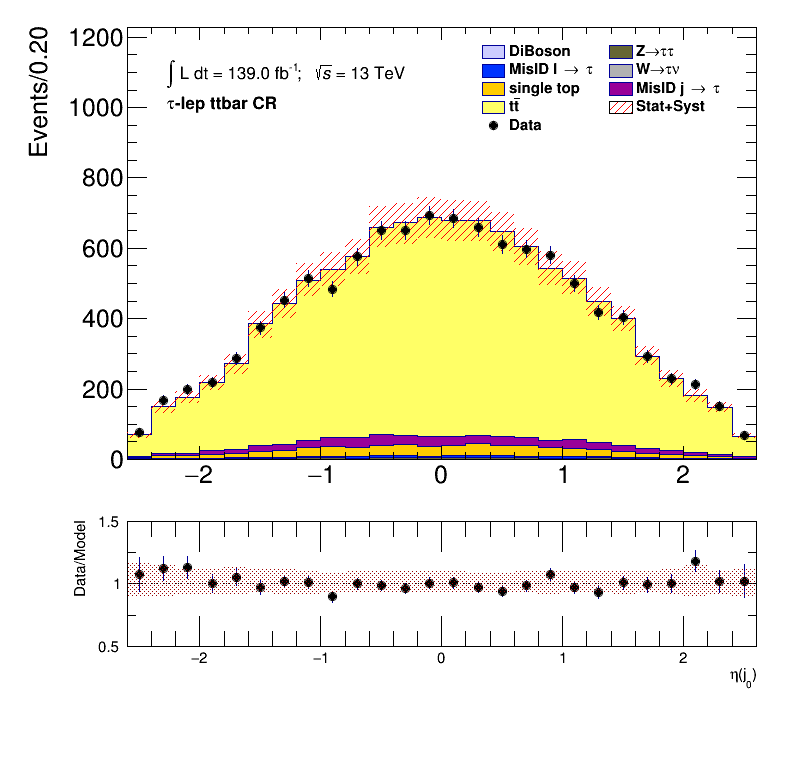 Events/0.20
1200
1000
800
600
400
200
0
∫ L dt = 139.0 fb⁻¹; √s = 13 TeV
τ-lep ttbar CR
DiBoson
MisID l → τ
single top
tt̄
Data
Z→ττ
W→τν
MisID j → τ
Stat+Syst
−2 −1 0 1 2
Data/Model
1.5
1
0.5
−2 −1 0 1 2
η(j₀)